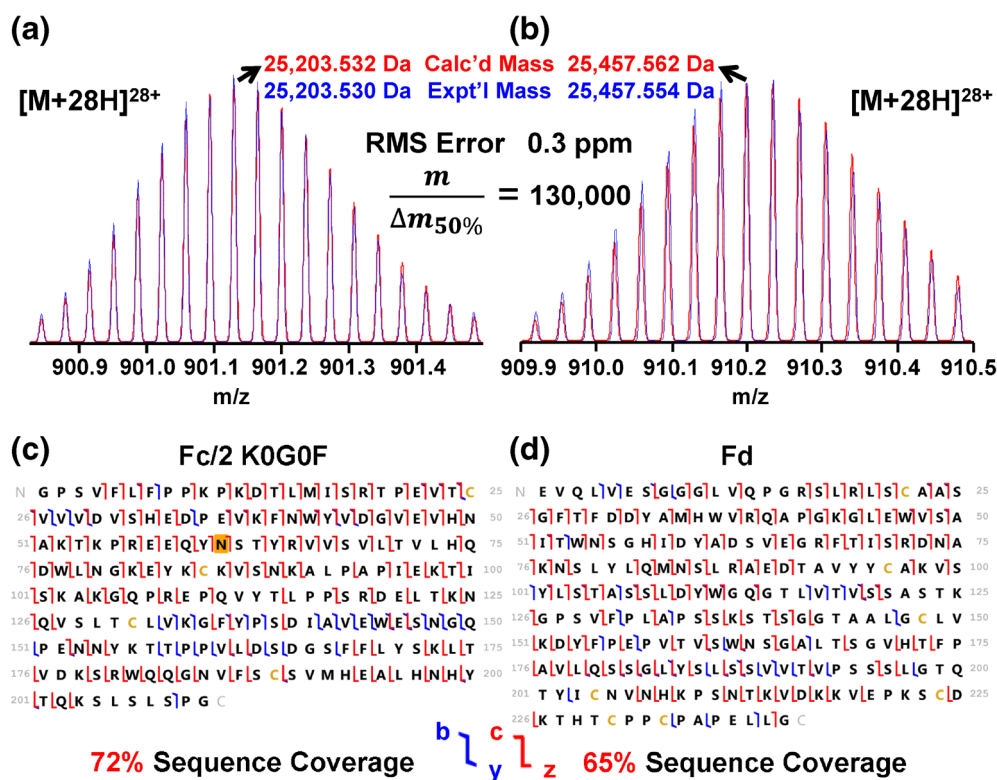 (a)
[M+28H]28+
25,203.532 Da Calc'd Mass 25,457.562 Da
25,203.530 Da Expt'l Mass 25,457.554 Da
RMS Error 0.3 ppm
m
Δm50%
= 130,000
900.9 901.0 901.1 901.2 901.3 901.4
m/z
(b)
[M+28H]28+
909.9 910.0 910.1 910.2 910.3 910.4 910.5
m/z
(c)
Fc/2 K0G0F
N G P S V F L F P P K P K D T L M I S R T P E V T C 25
26 V V V D V S H E D P E V K F N W Y V D G V E V H N 50
51 A K T K P R E E Q Y N S T Y R V V S V L T V L H Q 75
76 D W L N G K E Y K C K V S N K A L P A P I E K T I 100
101 S K A K G Q P R E P Q V Y T L P P S R D E L T K N 125
126 Q V S L T C L V K G F Y P S D I A V E W E S N G Q 150
151 P E N N Y K T T P P V L D S D G S F F L Y S K L T 175
176 V D K S R W Q Q G N V F S C S V M H E A L H N H Y 200
201 T Q K S L S L S P G C
72% Sequence Coverage
(d)
Fd
N E V Q L V E S G G G L V Q P G R S L R L S C A A S 25
26 G F T F D D Y A M H W V R Q A P G K G L E W V S A 50
51 I T W N S G H I D Y A D S V E G R F T I S R D N A 75
76 K N S L Y L Q M N S L R A E D T A V Y Y C A K V S 100
101 Y L S T A S S L D Y W G Q G T L V T V S S A S T K 125
126 G P S V F P L A P S S K S T S G G T A A L G C L V 150
151 K D Y F P E P V T V S W N S G A L T S G V H T F P 175
176 A V L Q S S G L Y S L S S V V T V P S S S L G T Q 200
201 T Y I C N V N H K P S N T K V D K K V E P K S C D 225
226 K T H T C P P C P A P E L L G C
b c
y z
65% Sequence Coverage